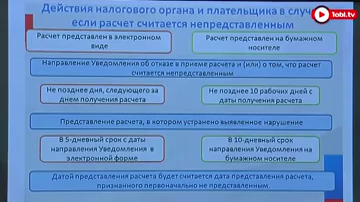 1obl.tv
Действия налогового органа и плательщика в случ
если расчет считается непредставленным
Расчет представлен в электронном
виде
Расчет представлен на бумажном
носителе
Направление Уведомления об отказе в приеме расчета и (или) о том, что расчет
считается непредставленным
Не позднее дня, следующего за
днем получения расчета
Не позднее 10 рабочих дней с
даты получения расчета
Представление расчета, в котором устранено выявленное нарушение
В 5-дневный срок с даты
направления Уведомления в
электронной форме
В 10-дневный срок
направления Уведомления на
бумажном носителе
Датой представления расчета будет считается дата представления расчета,
признанного первоначально не представленным.